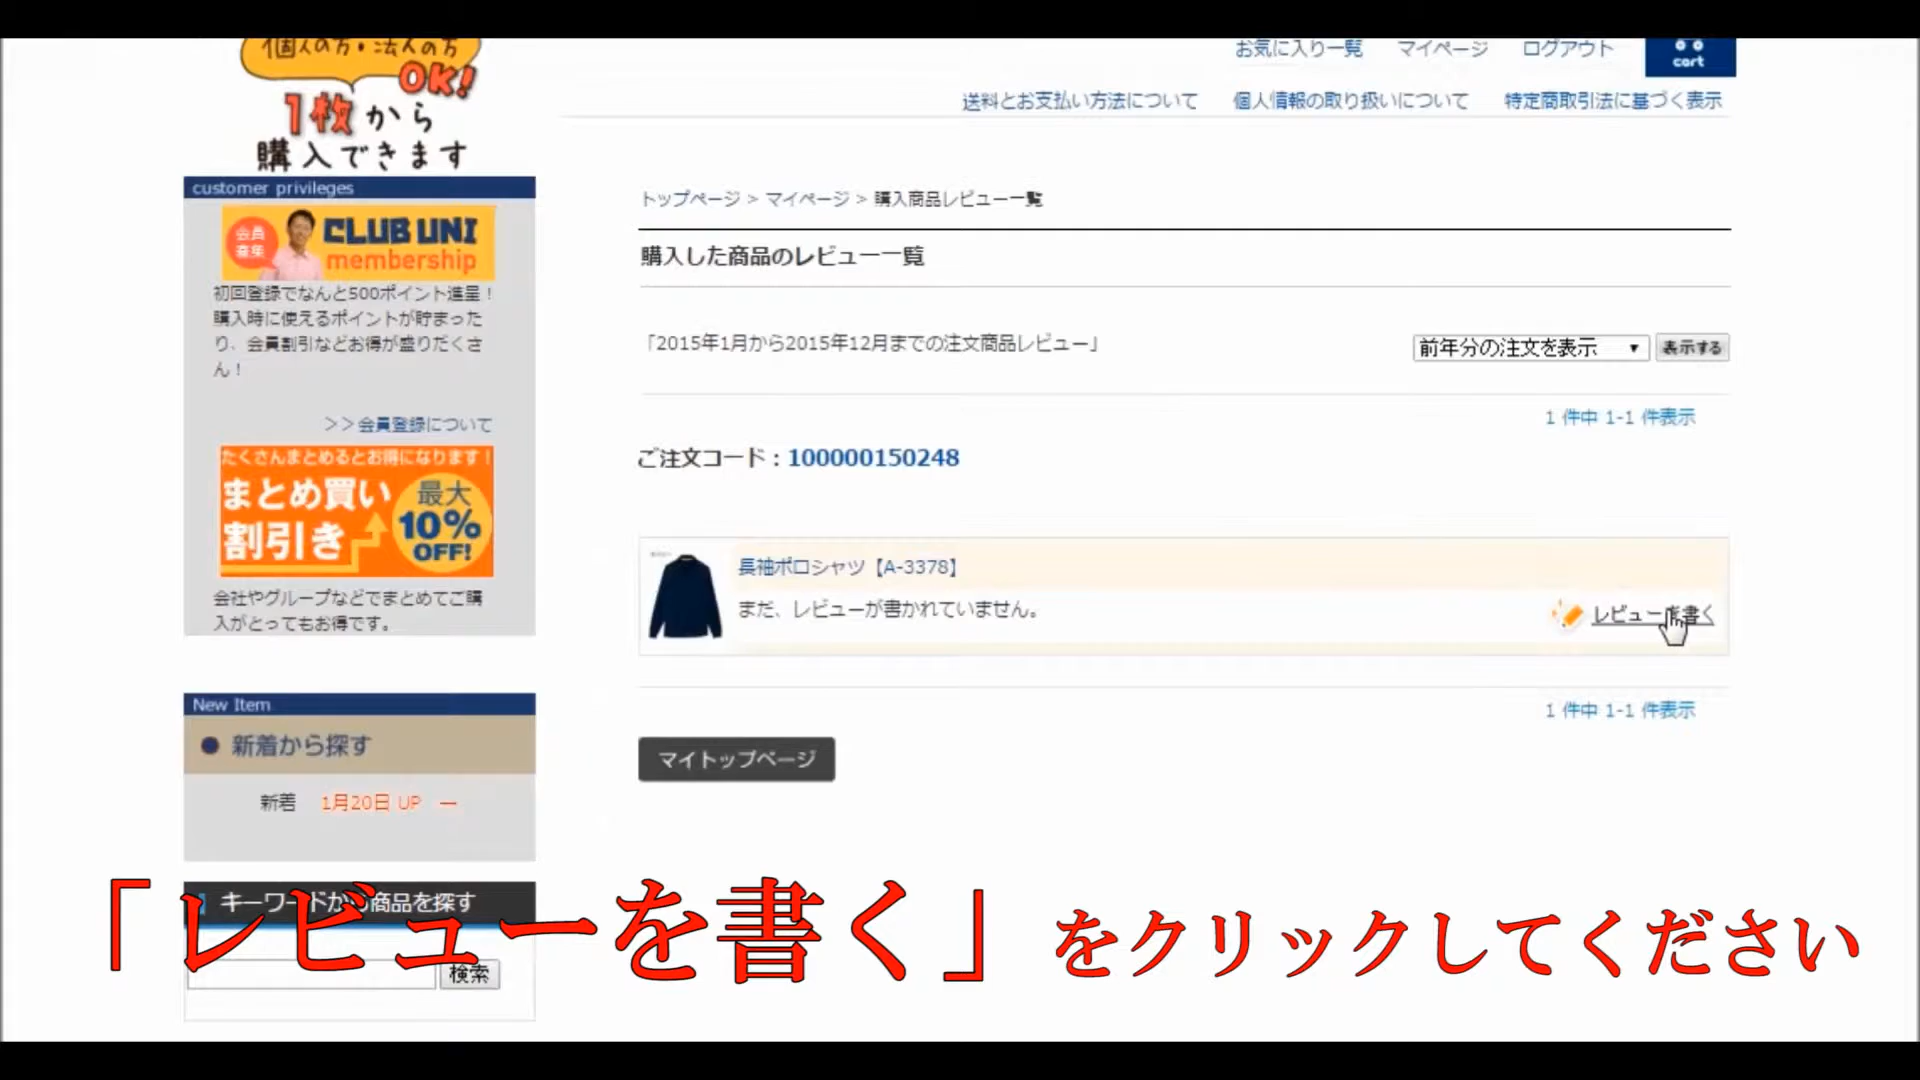 個人の方・法人の方
OK!
1枚から
購入できます
お気に入り一覧 マイページ ログアウト
cart
送料とお支払い方法について 個人情報の取り扱いについて 特定商取引法に基づく表示
customer privileges
会員
募集
CLUB UNI
membership
初回登録でなんと500ポイント進呈！
購入時に使えるポイントが貯まった
り、会員割引などお得が盛りだくさ
ん！
>>会員登録について
たくさんまとめるとお得になります！
まとめ買い
割引き
最大
10%
OFF!
会社やグループなどでまとめてご購
入がとってもお得です。
New Item
新着から探す
新着 1月20日 UP ー
キーワードから商品を探す
検索
トップページ > マイページ > 購入商品レビュー一覧
購入した商品のレビュー一覧
「2015年1月から2015年12月までの注文商品レビュー」
前年分の注文を表示 ▼ 表示する
1 件中 1-1 件表示
ご注文コード：100000150248
長袖ポロシャツ【A-3378】
まだ、レビューが書かれていません。
レビューを書く
1 件中 1-1 件表示
マイトップページ
「レビューを書く」をクリックしてください